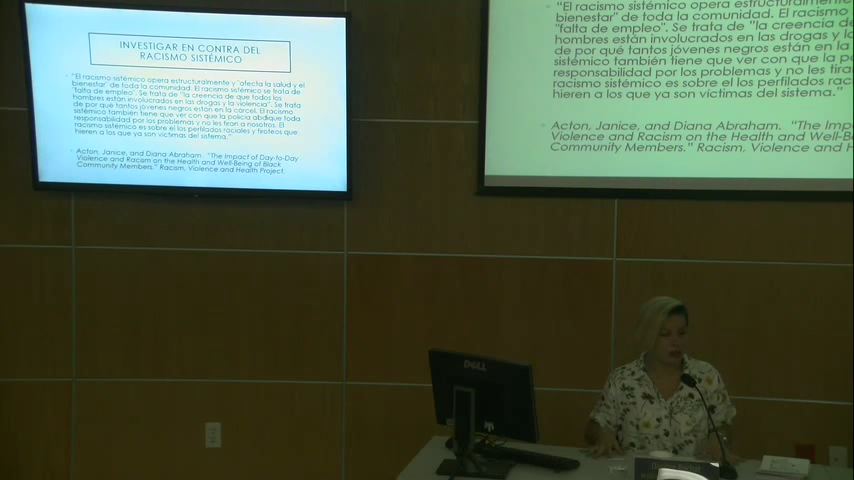 INVESTIGAR EN CONTRA DEL
RACISMO SISTÉMICO
"El racismo sistémico opera estructuralmente y "afecta la salud y el
bienestar" de toda la comunidad. El racismo sistémico se trata de
"falta de empleo". Se trata de "la creencia de que todos los
hombres están involucrados en las drogas y la violencia". Se trata
de por qué tantos jóvenes negros están en la cárcel. El racismo
sistémico también tiene que ver con que la policía abdique toda
responsabilidad por los problemas y no les tiran a nosotros. El
racismo sistémico es sobre el los perfilados raciales y tiroteos que
hieren a los que ya son víctimas del sistema."
Acton, Janice, and Diana Abraham. "The Impact of Day-to-Day
Violence and Racism on the Health and Well-Being of Black
Community Members." Racism, Violence and Health Project.
"El racismo sistémico opera estructuralmente
bienestar" de toda la comunidad. El racismo
"falta de empleo". Se trata de "la creencia de
hombres están involucrados en las drogas y la
de por qué tantos jóvenes negros están en la
sistémico también tiene que ver con que la po
responsabilidad por los problemas y no les tiran
racismo sistémico es sobre el los perfilados rac
hieren a los que ya son víctimas del sistema."
Acton, Janice, and Diana Abraham. "The Imp
Violence and Racism on the Health and Well-Be
Community Members." Racism, Violence and H
DELL